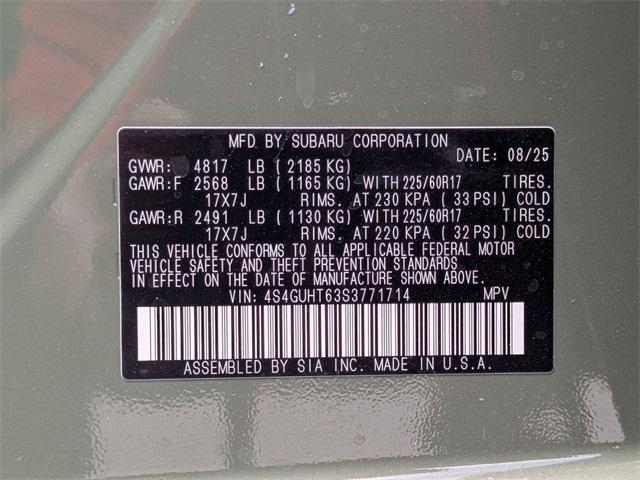 MFD BY SUBARU CORPORATION
DATE: 08/25
GVWR: 4817 LB ( 2185 KG)
GAWR:F 2568 LB ( 1165 KG) WITH 225/60R17 TIRES.
17X7J RIMS. AT 230 KPA ( 33 PSI) COLD
GAWR:R 2491 LB ( 1130 KG) WITH 225/60R17 TIRES.
17X7J RIMS. AT 220 KPA ( 32 PSI) COLD
THIS VEHICLE CONFORMS TO ALL APPLICABLE FEDERAL MOTOR
VEHICLE SAFETY AND THEFT PREVENTION STANDARDS
IN EFFECT ON THE DATE OF MANUFACTURE SHOWN ABOVE.
VIN: 4S4GUHT63S3771714 MPV
ASSEMBLED BY SIA INC. MADE IN U.S.A.